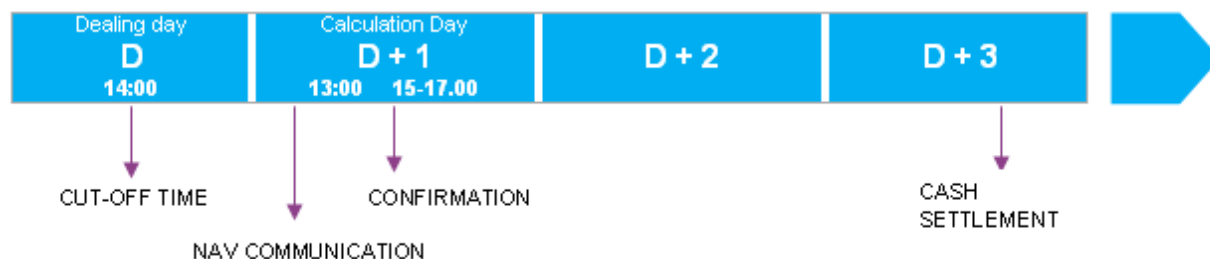 Dealing day
D
14:00
Calculation Day
D + 1
13:00 15-17.00
D + 2
D + 3
CUT-OFF TIME
CONFIRMATION
CASH
SETTLEMENT
NAV COMMUNICATION